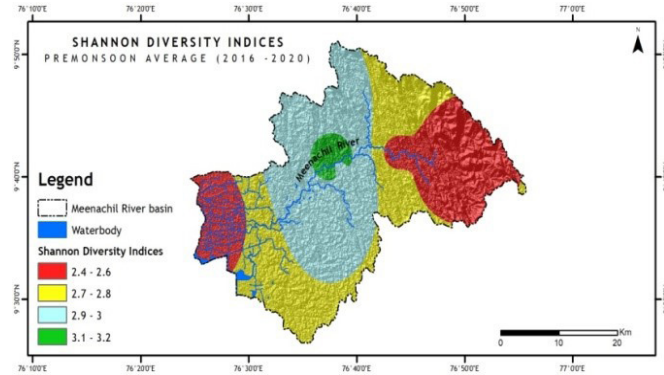 SHANNON DIVERSITY INDICES
PREMONSOON AVERAGE (2016 -2020)
N
Meenachil River
Legend
Meenachil River basin
Waterbody
Shannon Diversity Indices
2.4 - 2.6
2.7 - 2.8
2.9 - 3
3.1 - 3.2
Km
0 10 20
9°50'0"N
9°40'0"N
9°30'0"N
76°10'0"E
76°20'0"E
76°30'0"E
76°40'0"E
76°50'0"E
77°0'0"E